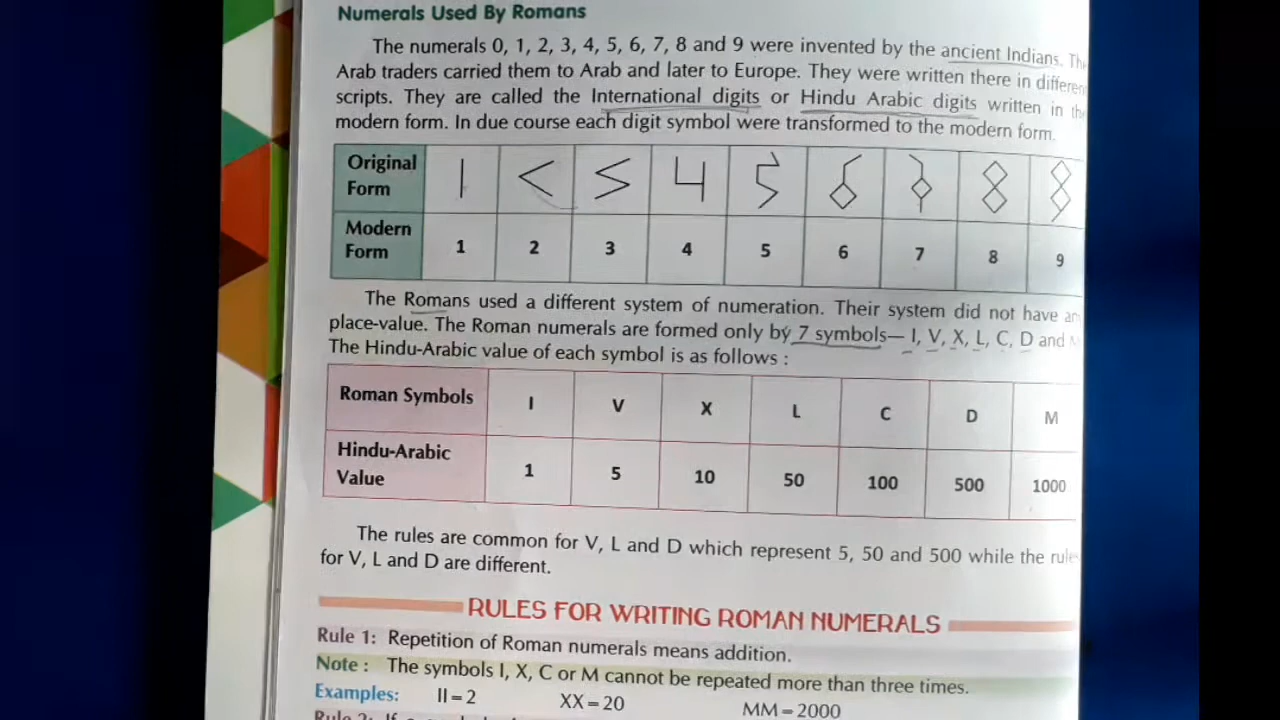 Numerals Used By Romans
The numerals 0, 1, 2, 3, 4, 5, 6, 7, 8 and 9 were invented by the ancient Indians.
Arab traders carried them to Arab and later to Europe. They were written there in
scripts. They are called the International digits or Hindu Arabic digits written in
modern form. In due course each digit symbol were transformed to the modern form.
Original Form
Modern Form 1 2 3 4 5 6 7 8 9
The Romans used a different system of numeration. Their system did not have
place-value. The Roman numerals are formed only by 7 symbols— I, V, X, L, C, D and
The Hindu-Arabic value of each symbol is as follows :
Roman Symbols I V X L C D M
Hindu-Arabic Value 1 5 10 50 100 500 1000
The rules are common for V, L and D which represent 5, 50 and 500 while the
for V, L and D are different.
RULES FOR WRITING ROMAN NUMERALS
Rule 1: Repetition of Roman numerals means addition.
Note : The symbols I, X, C or M cannot be repeated more than three times.
Examples: II=2 XX=20 MM=2000